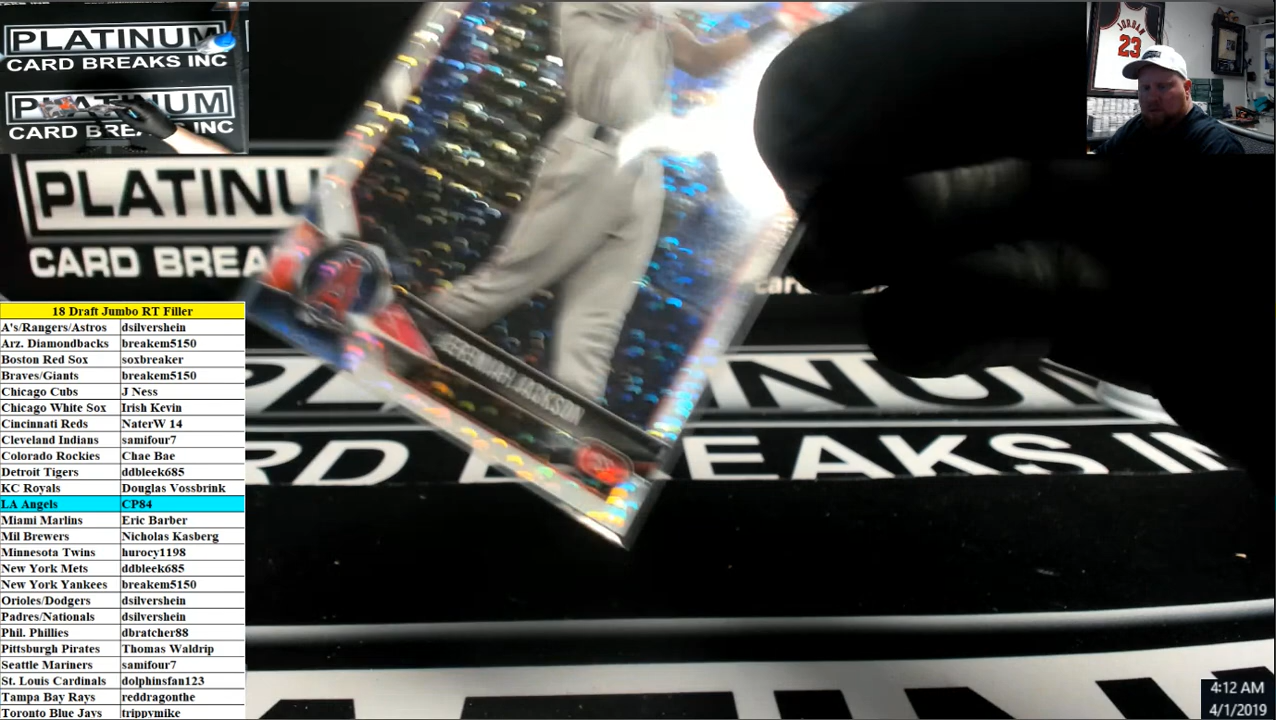 PLATINUM
CARD BREAKS INC
PLATINUM
CARD BREA INC
JORDAN
23
PLATINU
CARD BREA
JACKSON
NU
RD BREAKS IN
18 Draft Jumbo RT Filler
A's/Rangers/Astros dsilvershein
Arz. Diamondbacks breakem5150
Boston Red Sox soxbreaker
Braves/Giants breakem5150
Chicago Cubs J Ness
Chicago White Sox Irish Kevin
Cincinnati Reds NaterW 14
Cleveland Indians samifour7
Colorado Rockies Chae Bae
Detroit Tigers ddbleek685
KC Royals Douglas Vossbrink
LA Angels CP84
Miami Marlins Eric Barber
Mil Brewers Nicholas Kasberg
Minnesota Twins hurocy1198
New York Mets ddbleek685
New York Yankees breakem5150
Orioles/Dodgers dsilvershein
Padres/Nationals dsilvershein
Phil. Phillies dbratcher88
Pittsburgh Pirates Thomas Waldrip
Seattle Mariners samifour7
St. Louis Cardinals dolphinsfan123
Tampa Bay Rays reddragonthe
Toronto Blue Jays trippymike
4:12 AM
4/1/2019